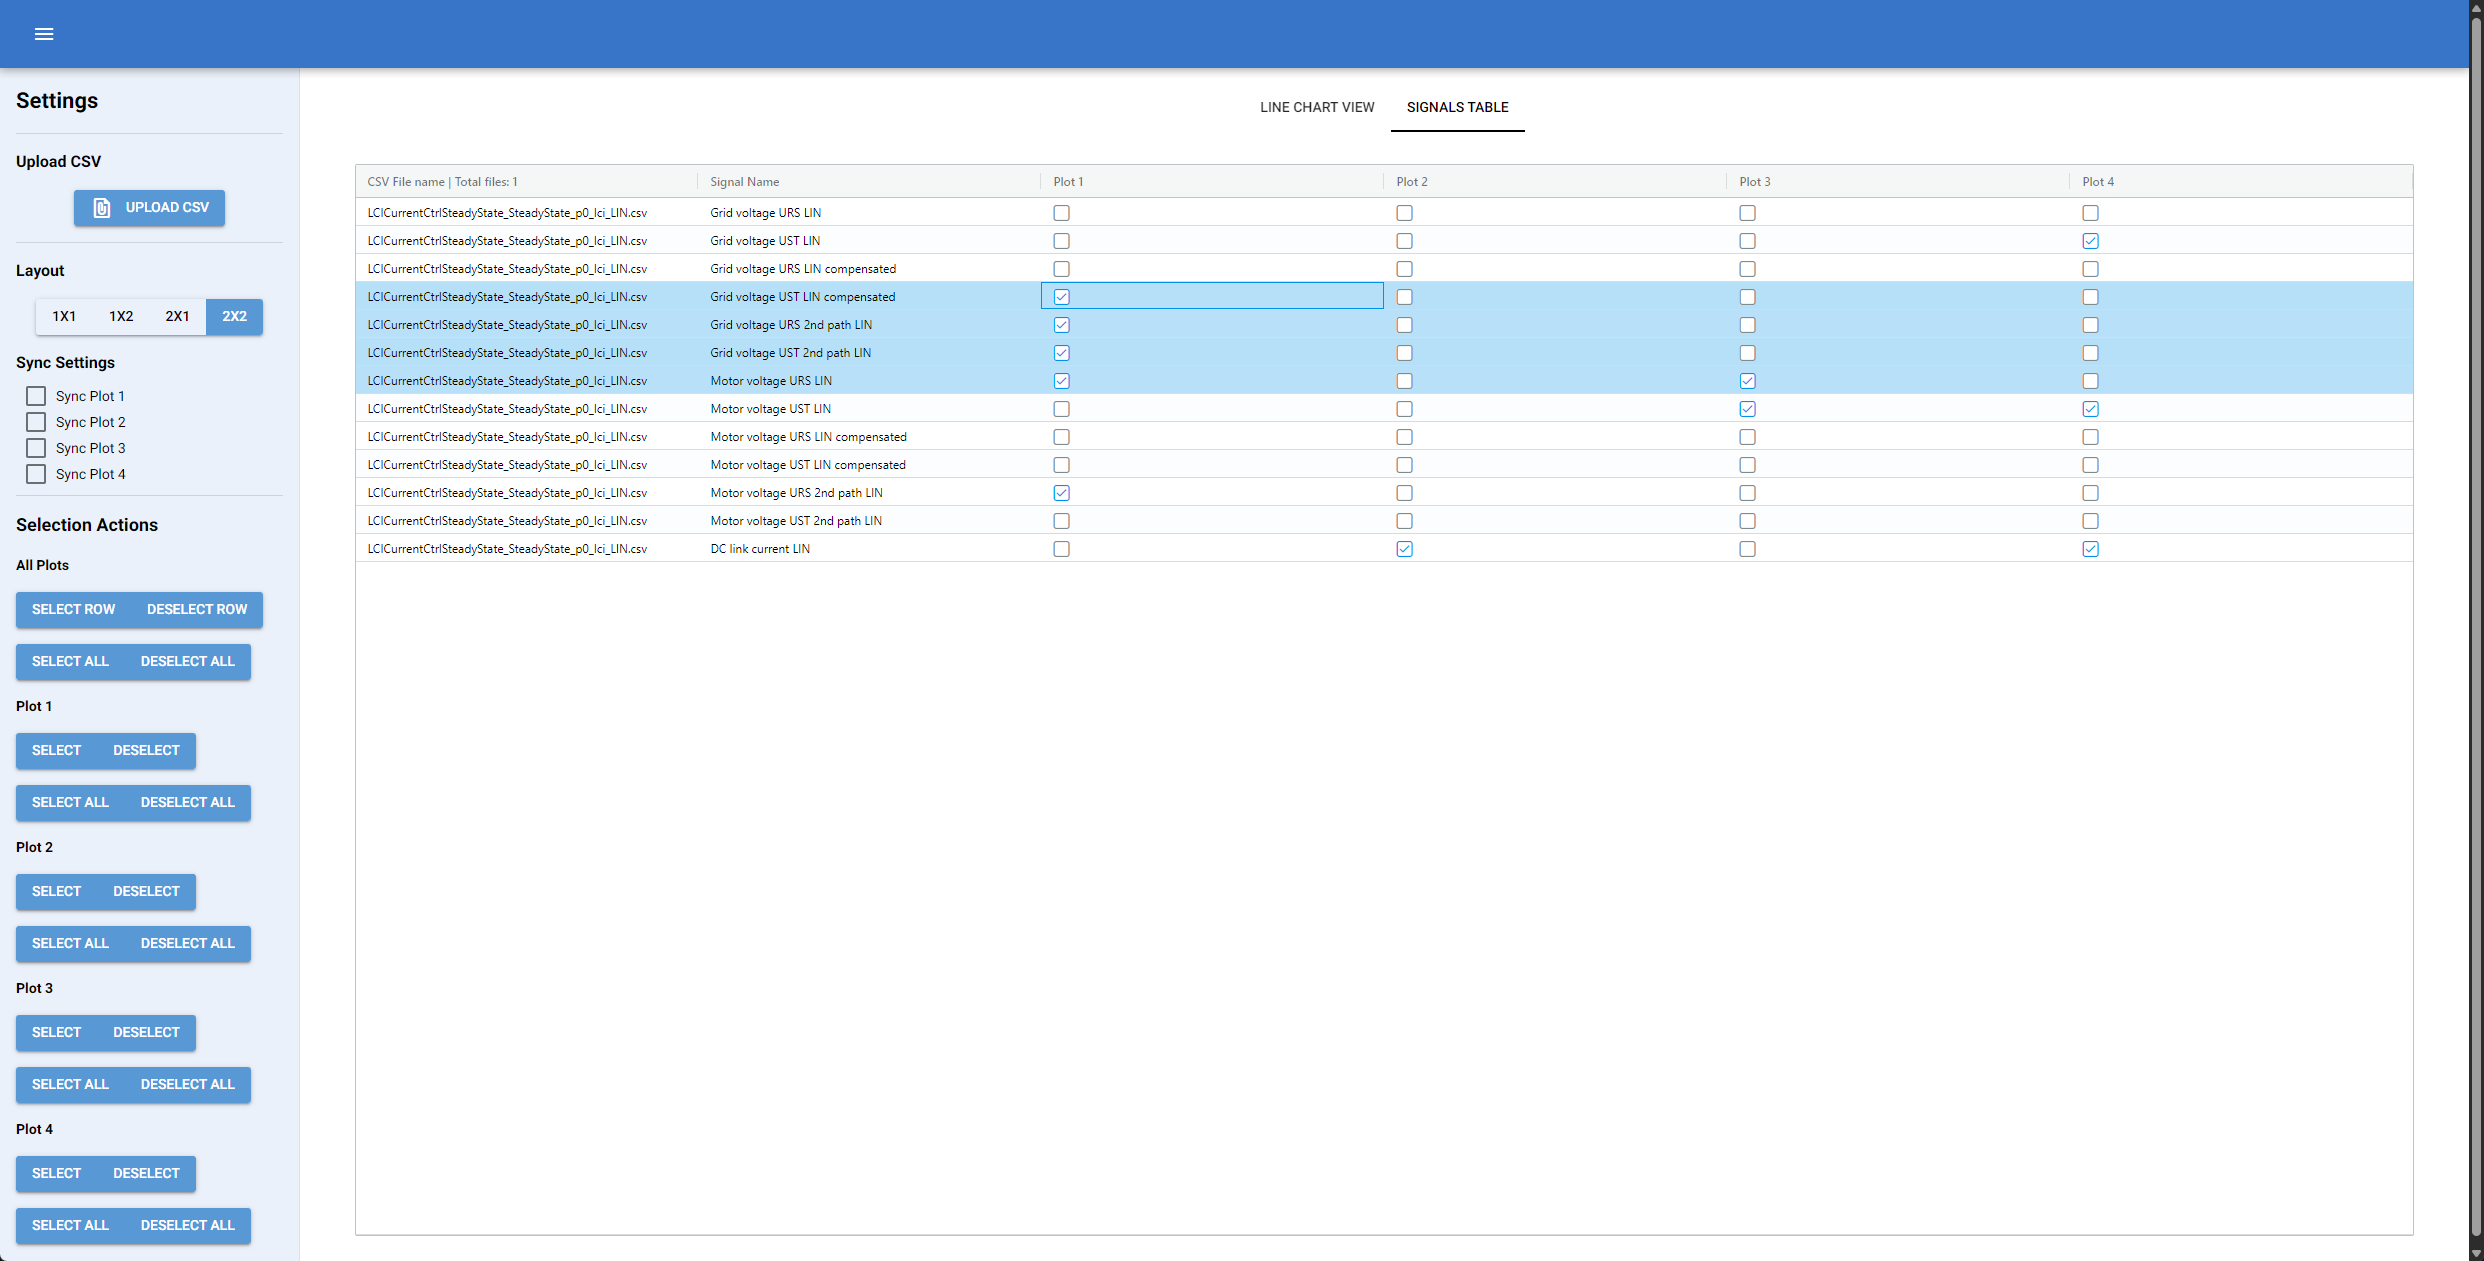 Settings
Upload CSV
UPLOAD CSV
Layout
1X1 1X2 2X1 2X2
Sync Settings
Sync Plot 1
Sync Plot 2
Sync Plot 3
Sync Plot 4
Selection Actions
All Plots
SELECT ROW DESELECT ROW
SELECT ALL DESELECT ALL
Plot 1
SELECT DESELECT
SELECT ALL DESELECT ALL
Plot 2
SELECT DESELECT
SELECT ALL DESELECT ALL
Plot 3
SELECT DESELECT
SELECT ALL DESELECT ALL
Plot 4
SELECT DESELECT
SELECT ALL DESELECT ALL
LINE CHART VIEW SIGNALS TABLE
CSV File name | Total files: 1 Signal Name Plot 1 Plot 2 Plot 3 Plot 4
LCICurrentCtrlSteadyState_SteadyState_p0_lci_LIN.csv Grid voltage URS LIN
LCICurrentCtrlSteadyState_SteadyState_p0_lci_LIN.csv Grid voltage UST LIN
LCICurrentCtrlSteadyState_SteadyState_p0_lci_LIN.csv Grid voltage URS LIN compensated
LCICurrentCtrlSteadyState_SteadyState_p0_lci_LIN.csv Grid voltage UST LIN compensated
LCICurrentCtrlSteadyState_SteadyState_p0_lci_LIN.csv Grid voltage URS 2nd path LIN
LCICurrentCtrlSteadyState_SteadyState_p0_lci_LIN.csv Grid voltage UST 2nd path LIN
LCICurrentCtrlSteadyState_SteadyState_p0_lci_LIN.csv Motor voltage URS LIN
LCICurrentCtrlSteadyState_SteadyState_p0_lci_LIN.csv Motor voltage UST LIN
LCICurrentCtrlSteadyState_SteadyState_p0_lci_LIN.csv Motor voltage URS LIN compensated
LCICurrentCtrlSteadyState_SteadyState_p0_lci_LIN.csv Motor voltage UST LIN compensated
LCICurrentCtrlSteadyState_SteadyState_p0_lci_LIN.csv Motor voltage URS 2nd path LIN
LCICurrentCtrlSteadyState_SteadyState_p0_lci_LIN.csv Motor voltage UST 2nd path LIN
LCICurrentCtrlSteadyState_SteadyState_p0_lci_LIN.csv DC link current LIN